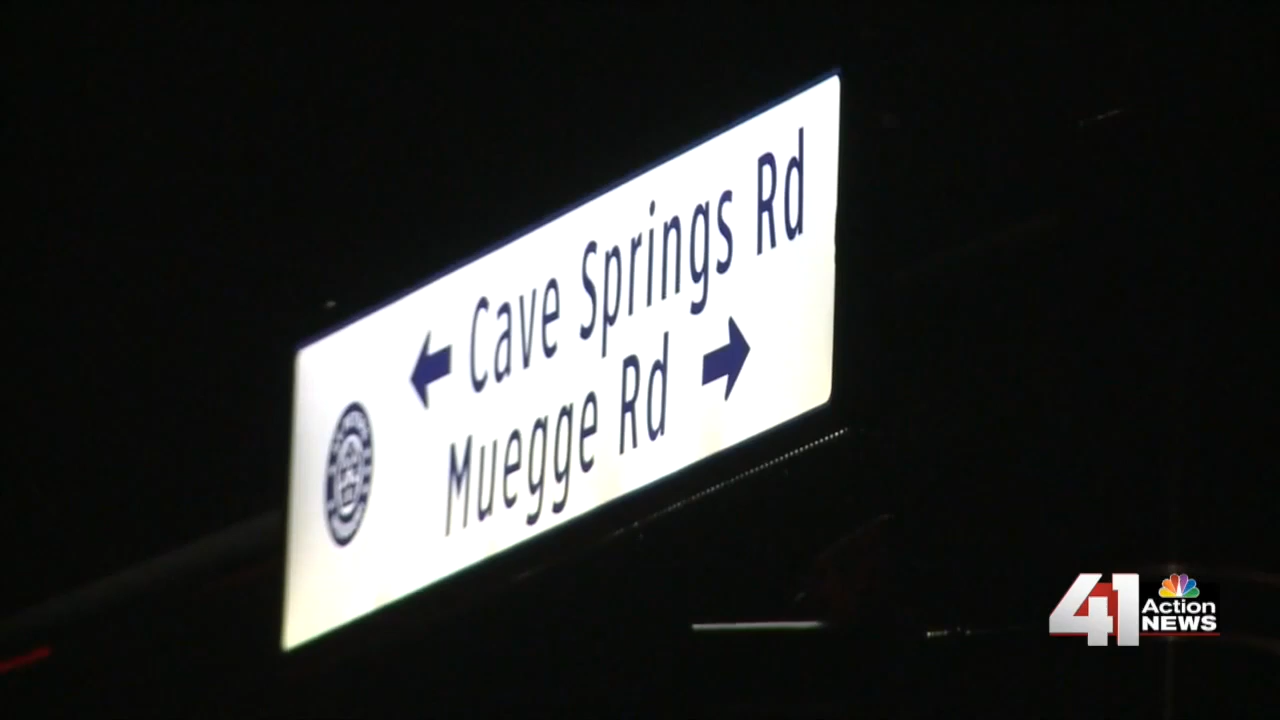 ← Cave Springs Rd
Muegge Rd →
41 Action
NEWS